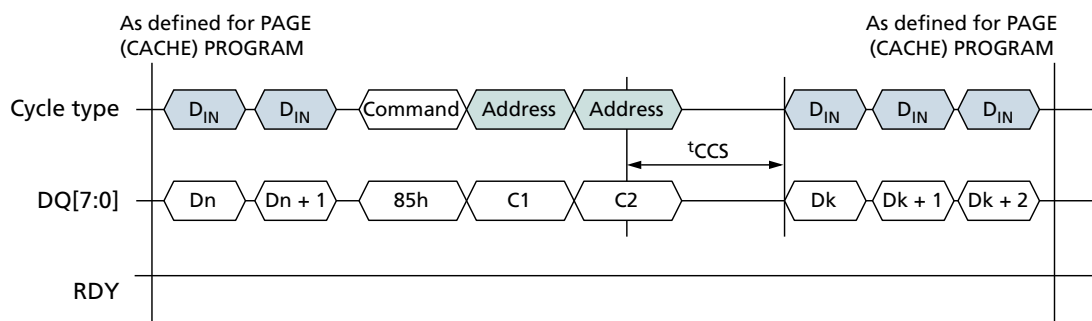 As defined for PAGE
(CACHE) PROGRAM
As defined for PAGE
(CACHE) PROGRAM
Cycle type
DIN
DIN
Command
Address
Address
DIN
DIN
DIN
tCCS
DQ[7:0]
Dn
Dn + 1
85h
C1
C2
Dk
Dk + 1
Dk + 2
RDY